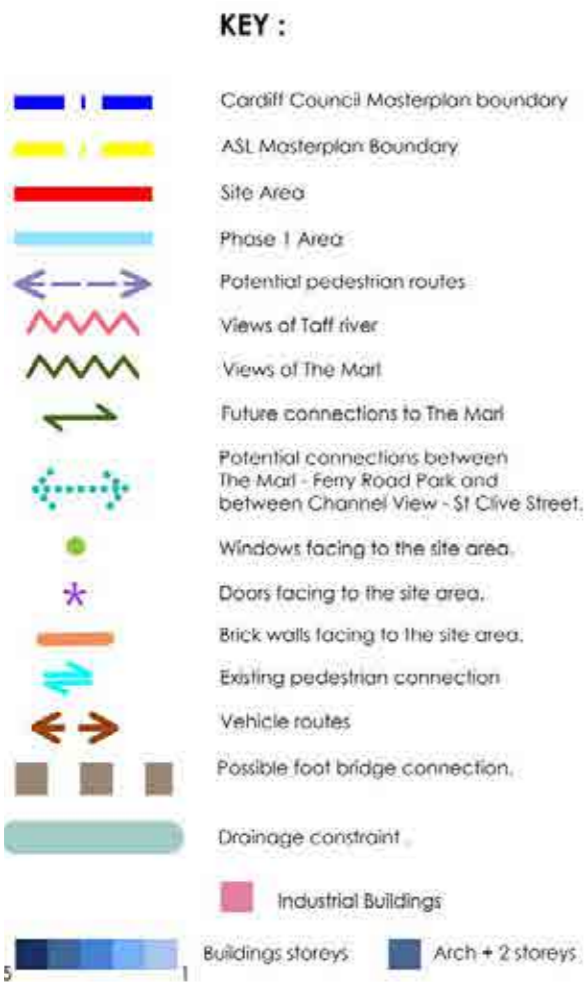 KEY :
Cardiff Council Masterplan boundary
ASL Masterplan Boundary
Site Area
Phase 1 Area
Potential pedestrian routes
Views of Taff river
Views of The Marl
Future connections to The Marl
Potential connections between
The Marl - Ferry Road Park and
between Channel View - St Clive Street.
Windows facing to the site area.
Doors facing to the site area.
Brick walls facing to the site area.
Existing pedestrian connection
Vehicle routes
Possible foot bridge connection.
Drainage constraint .
Industrial Buildings
5 1 Buildings storeys Arch + 2 storeys